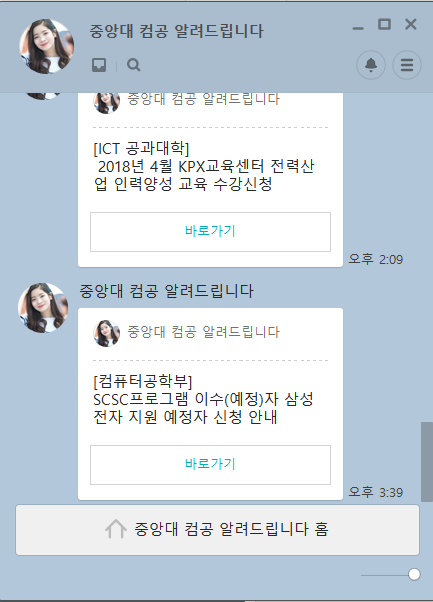 중앙대 컴공 알려드립니다
중앙대 컴공 알려드립니다
[ICT 공과대학]
2018년 4월 KPX교육센터 전력산
업 인력양성 교육 수강신청
바로가기
오후 2:09
중앙대 컴공 알려드립니다
중앙대 컴공 알려드립니다
[컴퓨터공학부]
SCSC프로그램 이수(예정)자 삼성
전자 지원 예정자 신청 안내
바로가기
오후 3:39
중앙대 컴공 알려드립니다 홈